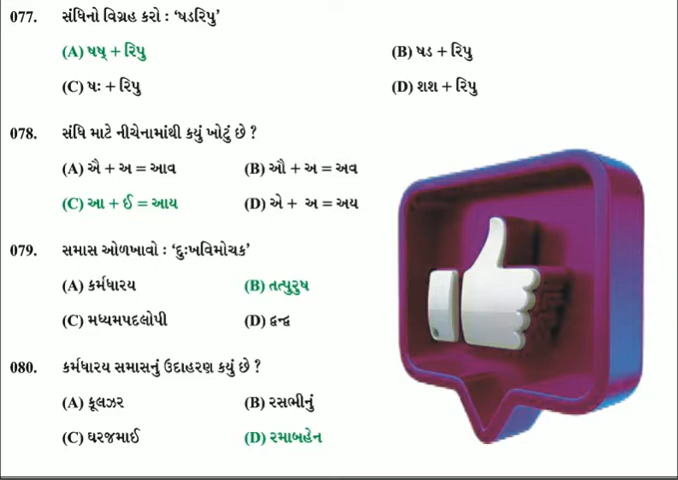 077. સંધિનો વિગ્રહ કરો : ‘ષડરિપુ’
(A) ષષ્ + રિપુ (B) ષડ + રિપુ
(C) ષઃ + રિપુ (D) શશ + રિપુ
078. સંધિ માટે નીચેનામાંથી કયું ખોટું છે ?
(A) ઐ + અ = આવ (B) ઔ + અ = અવ
(C) આ + ઈ = આય (D) એ + અ = અય
079. સમાસ ઓળખાવો : ‘દુઃખવિમોચક’
(A) કર્મધારય (B) તત્પુરુષ
(C) મધ્યમપદલોપી (D) દ્વન્દ્વ
080. કર્મધારય સમાસનું ઉદાહરણ કયું છે ?
(A) ફૂલઝર (B) રસભીનું
(C) ઘરજમાઈ (D) રમાબહેન